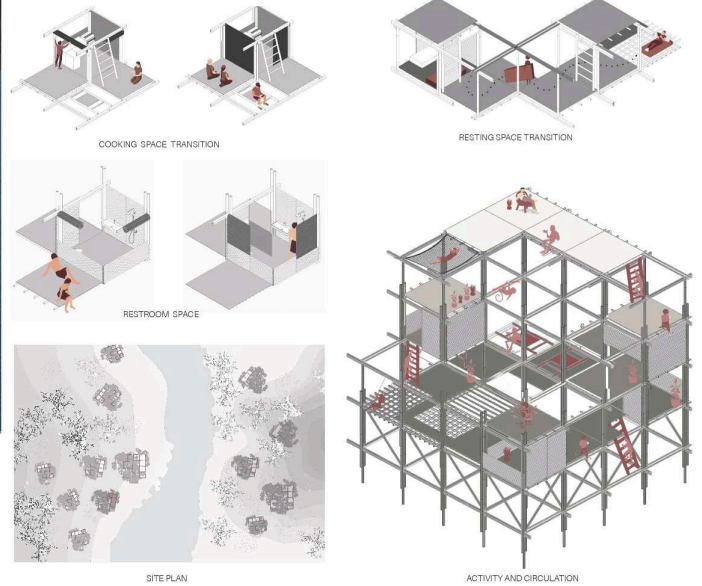 COOKING SPACE TRANSITION
RESTING SPACE TRANSITION
RESTROOM SPACE
SITE PLAN
ACTIVITY AND CIRCULATION